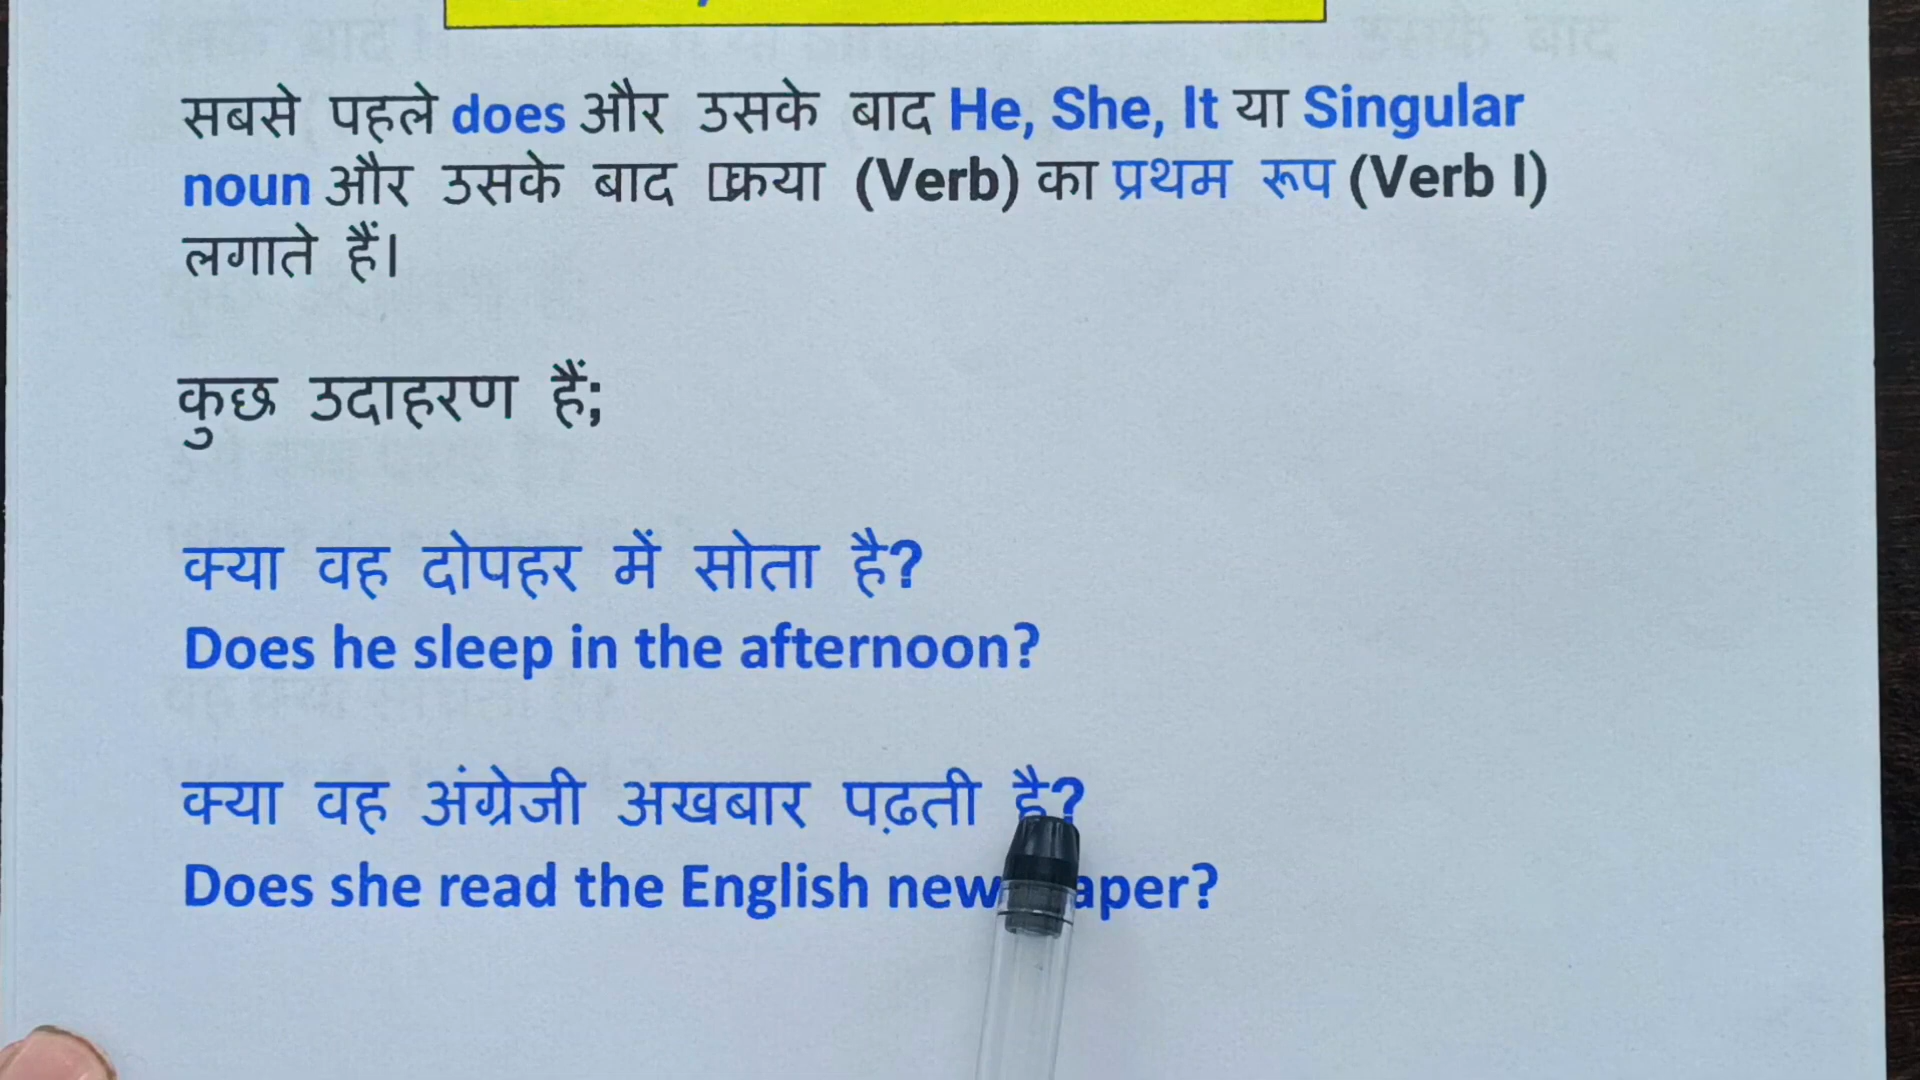 सबसे पहले does और उसके बाद He, She, It या Singular
noun और उसके बाद क्रिया (Verb) का प्रथम रूप (Verb I)
लगाते हैं।
कुछ उदाहरण हैं;
क्या वह दोपहर में सोता है?
Does he sleep in the afternoon?
क्या वह अंग्रेजी अखबार पढ़ती है?
Does she read the English newspaper?